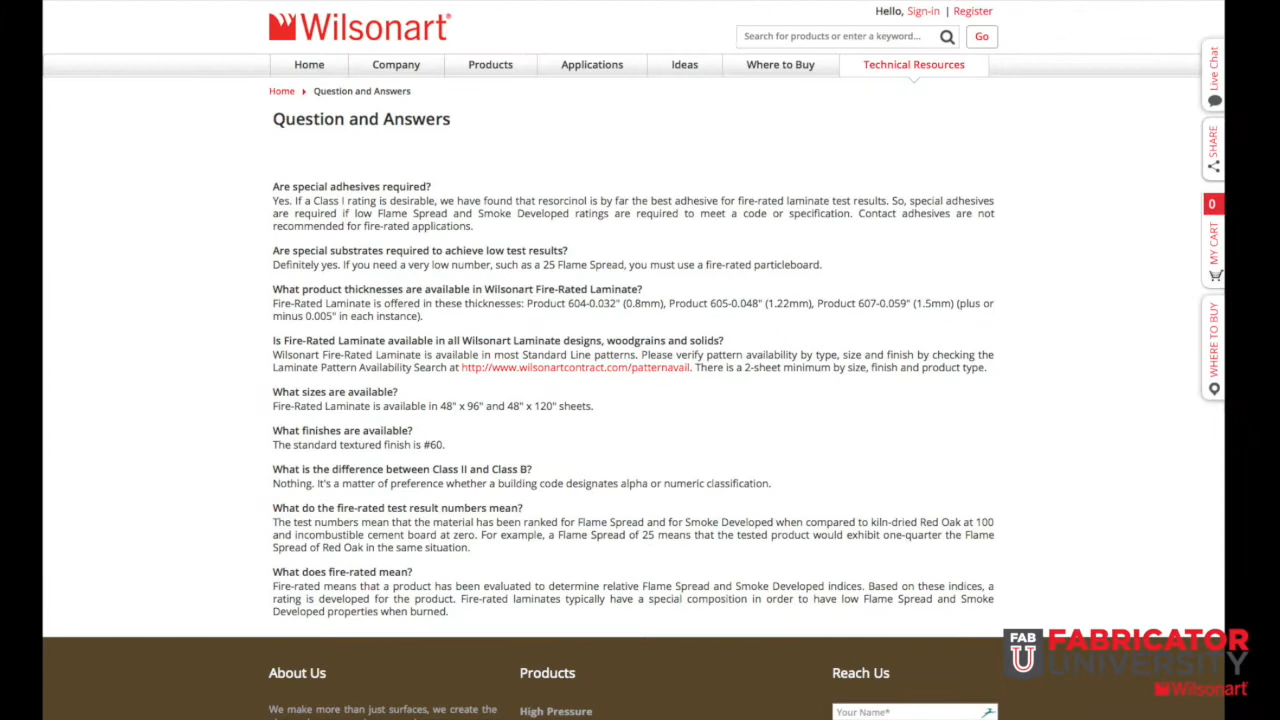 Hello, Sign-in | Register
Wilsonart®
Search for products or enter a keyword... Go
Home Company Products Applications Ideas Where to Buy Technical Resources
Home Question and Answers
Question and Answers
Are special adhesives required?
Yes. If a Class I rating is desirable, we have found that resorcinol is by far the best adhesive for fire-rated laminate test results. So, special adhesives
are required if low Flame Spread and Smoke Developed ratings are required to meet a code or specification. Contact adhesives are not
recommended for fire-rated applications.
Are special substrates required to achieve low test results?
Definitely yes. If you need a very low number, such as a 25 Flame Spread, you must use a fire-rated particleboard.
What product thicknesses are available in Wilsonart Fire-Rated Laminate?
Fire-Rated Laminate is offered in these thicknesses: Product 604-0.032" (0.8mm), Product 605-0.048" (1.22mm), Product 607-0.059" (1.5mm) (plus or
minus 0.005" in each instance).
Is Fire-Rated Laminate available in all Wilsonart Laminate designs, woodgrains and solids?
Wilsonart Fire-Rated Laminate is available in most Standard Line patterns. Please verify pattern availability by type, size and finish by checking the
Laminate Pattern Availability Search at http://www.wilsonartcontract.com/patternavail. There is a 2-sheet minimum by size, finish and product type.
What sizes are available?
Fire-Rated Laminate is available in 48" x 96" and 48" x 120" sheets.
What finishes are available?
The standard textured finish is #60.
What is the difference between Class II and Class B?
Nothing. It's a matter of preference whether a building code designates alpha or numeric classification.
What do the fire-rated test result numbers mean?
The test numbers mean that the material has been ranked for Flame Spread and for Smoke Developed when compared to kiln-dried Red Oak at 100
and incombustible cement board at zero. For example, a Flame Spread of 25 means that the tested product would exhibit one-quarter the Flame
Spread of Red Oak in the same situation.
What does fire-rated mean?
Fire-rated means that a product has been evaluated to determine relative Flame Spread and Smoke Developed indices. Based on these indices, a
rating is developed for the product. Fire-rated laminates typically have a special composition in order to have low Flame Spread and Smoke
Developed properties when burned.
Live Chat
SHARE
0
MY CART
WHERE TO BUY
About Us Products Reach Us
We make more than just surfaces, we create the
High Pressure
Your Name*
FAB U FABRICATOR
UNIVERSITY
Wilsonart